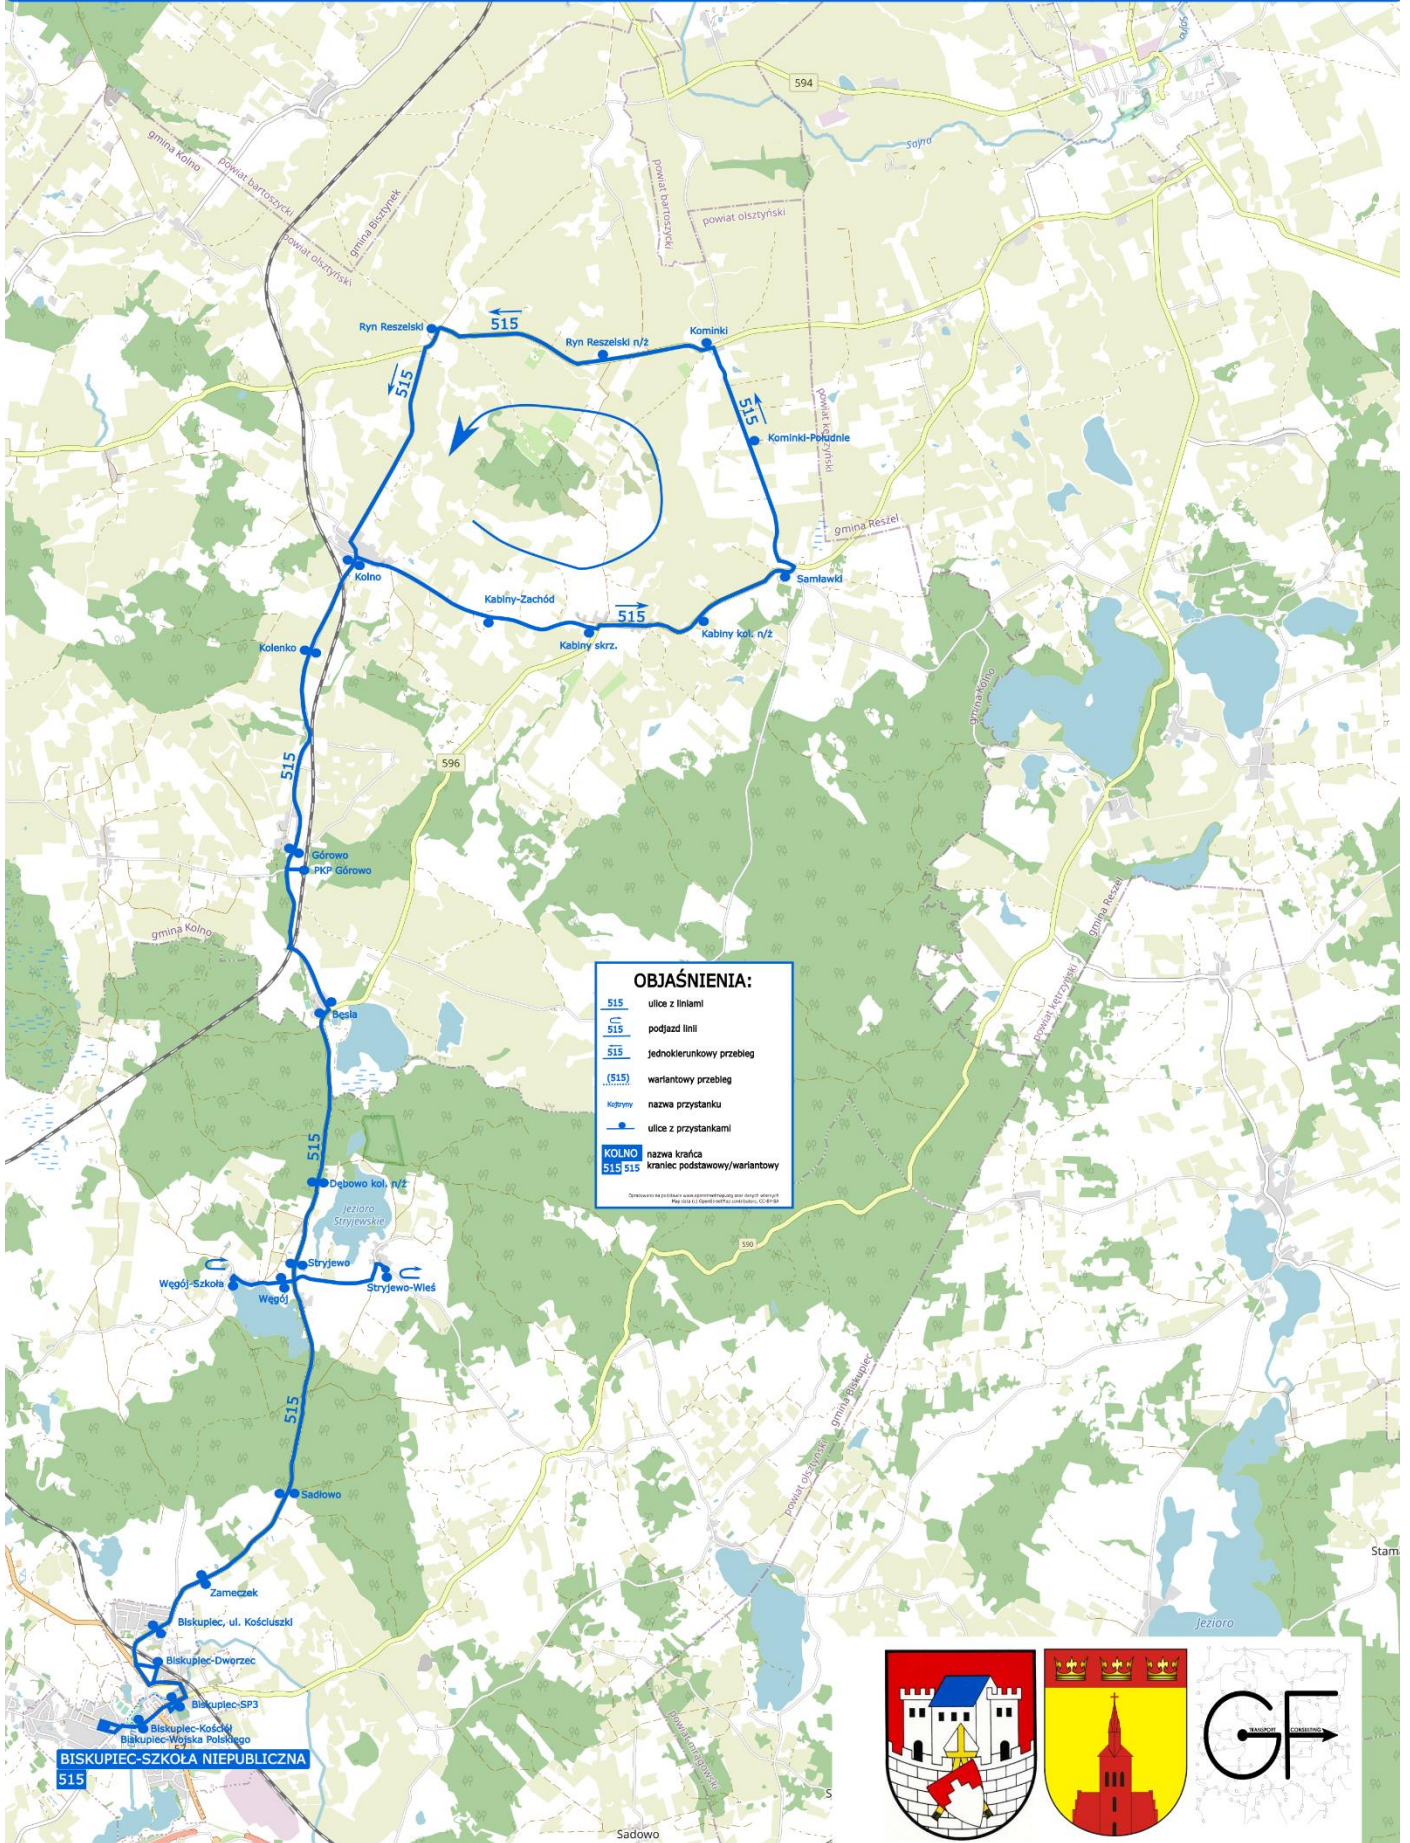 594
Sajna
Sajna
gmina Kolno
powiat bartoszycki
powiat olsztyński
gmina Bisztynek
powiat bartoszycki
powiat olsztyński
Ryn Reszelski
515
Ryn Reszelski n/ż
Kominki
515
515
Kominki-Południe
powiat kętrzyński
gmina Reszel
Kolno
Samławki
Kabiny-Zachód
515
Kabiny skrz.
Kabiny kol. n/ż
Kolenko
gmina Kolno
515
596
Górowo
PKP Górowo
gmina Reszel
gmina Kolno
powiat kętrzyński
Bęsia
OBJAŚNIENIA:
515 ulice z liniami
515 podjazd linii
515 jednokierunkowy przebieg
(515) wariantowy przebieg
Kojtryny nazwa przystanku
ulice z przystankami
KOLNO nazwa krańca
515 515 kraniec podstawowy/wariantowy
515
Dębowo kol. n/ż
Jezioro
Stryjewskie
590
Stryjewo
Węgój-Szkoła
Węgój
Stryjewo-Wieś
gmina Biskupiec
powiat olsztyński
515
Sadłowo
Stam
Zameczek
Biskupiec, ul. Kościuszki
Jezioro
Biskupiec-Dworzec
Biskupiec-SP3
Biskupiec-Kościół
Biskupiec-Wojska Polskiego
57
BISKUPIEC-SZKOŁA NIEPUBLICZNA
515
powiat mrągowski
GF
TRANSPORT CONSULTING
S
Sadowo